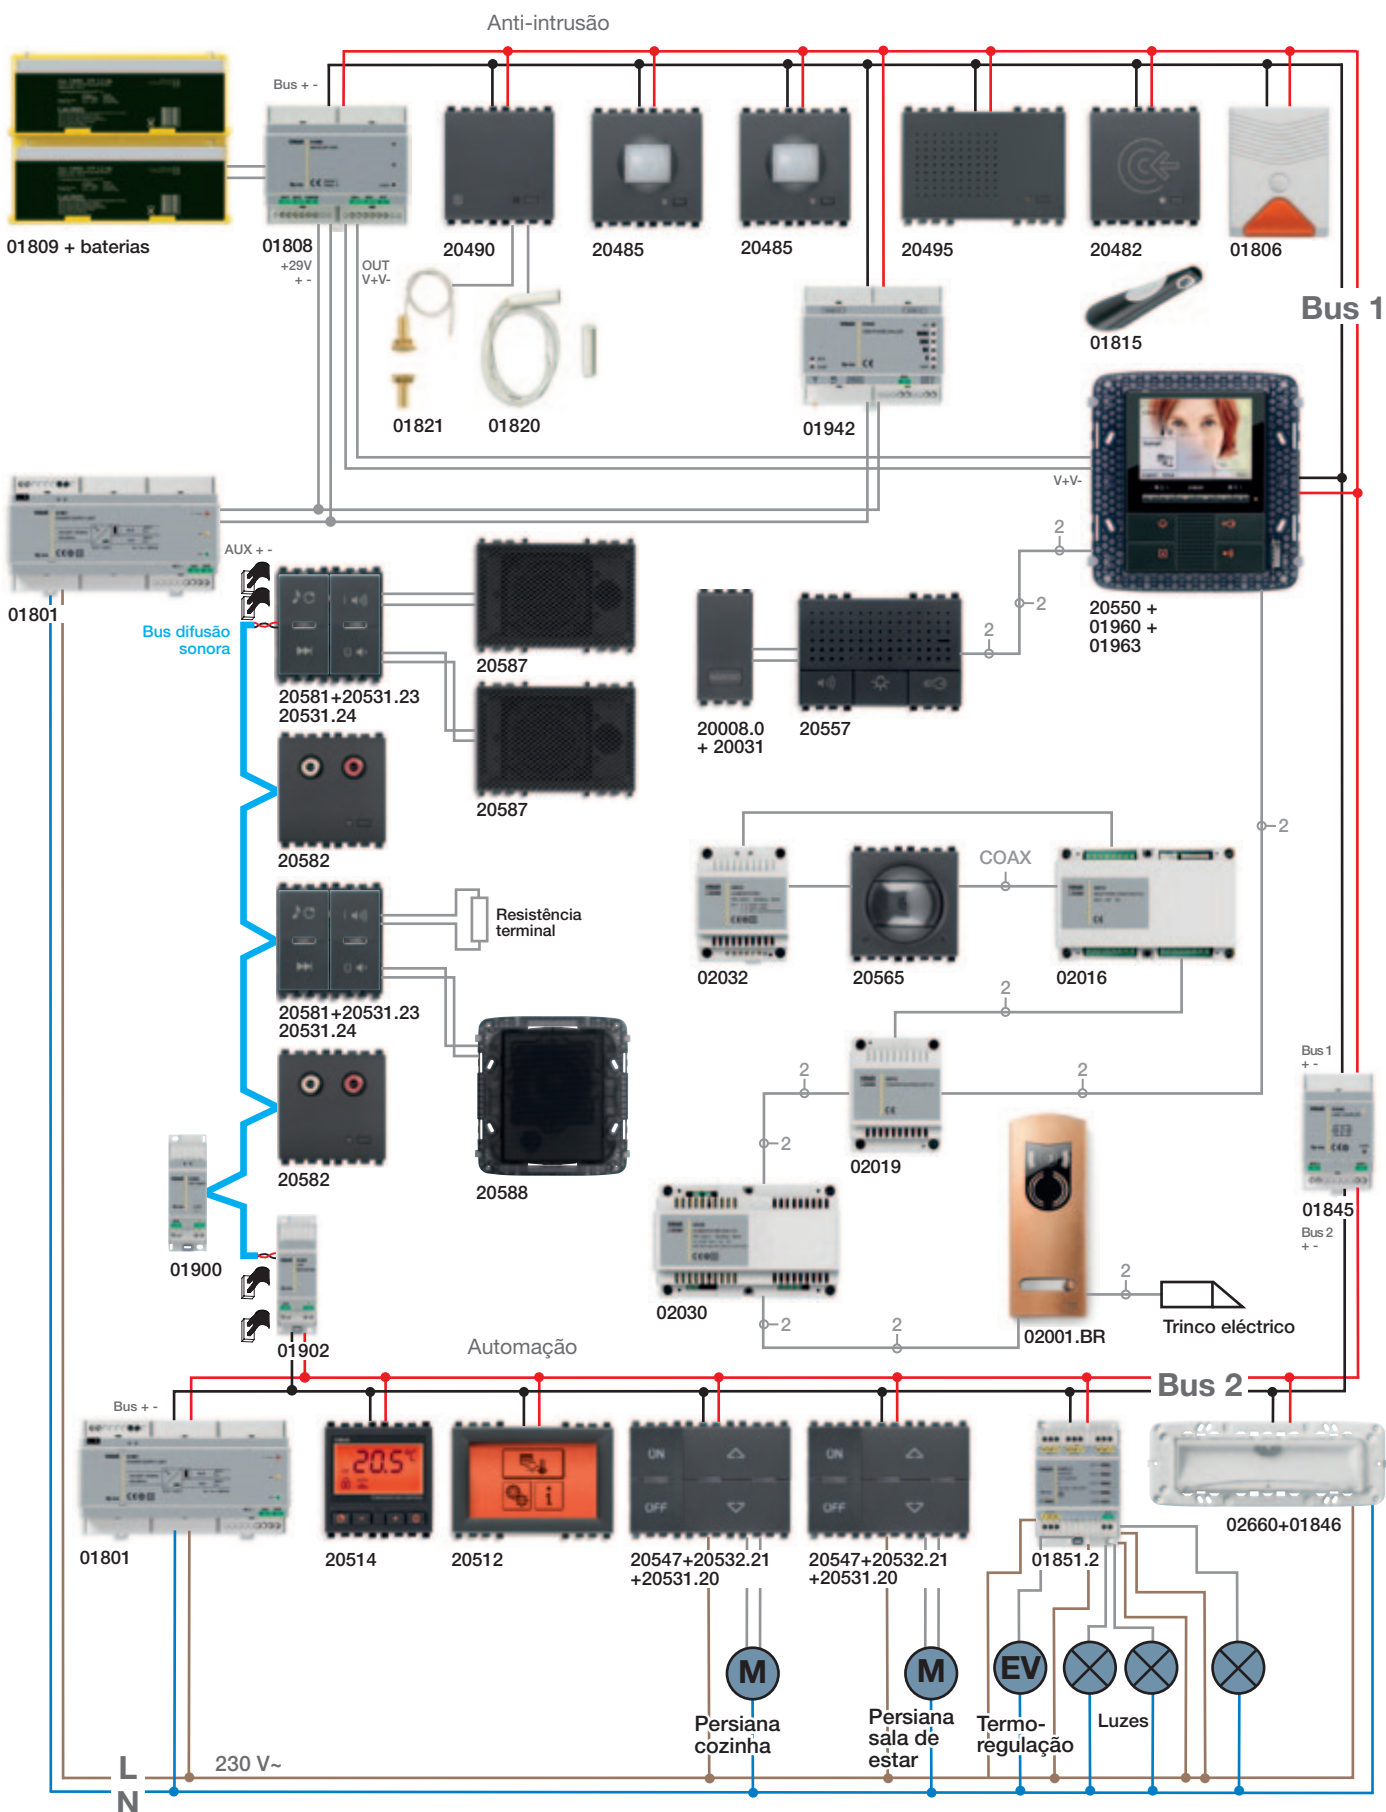 Anti-intrusão
Bus + -
01809 + baterias
01808
+29V
+ -
OUT
V+V-
20490
20485
20485
20495
20482
01806
Bus 1
01815
01821
01820
01942
V+V-
2
2
2
20550 +
01960 +
01963
01801
AUX + -
Bus difusão
sonora
20581+20531.23
20531.24
20587
20587
20008.0
+ 20031
20557
2
20582
COAX
02032
20565
02016
Resistência
terminal
20581+20531.23
20531.24
2
2
2
2
02019
Bus 1
+ -
20582
20588
01845
Bus 2
+ -
01900
02030
2
2
2
02001.BR
Trinco eléctrico
01902
Automação
Bus 2
Bus + -
20.5°C
ON
OFF
ON
OFF
i
01801
20514
20512
20547+20532.21
+20531.20
20547+20532.21
+20531.20
01851.2
02660+01846
M
M
EV
Persiana
cozinha
Persiana
sala de
estar
Termo-
regulação
Luzes
L
230 V~
N